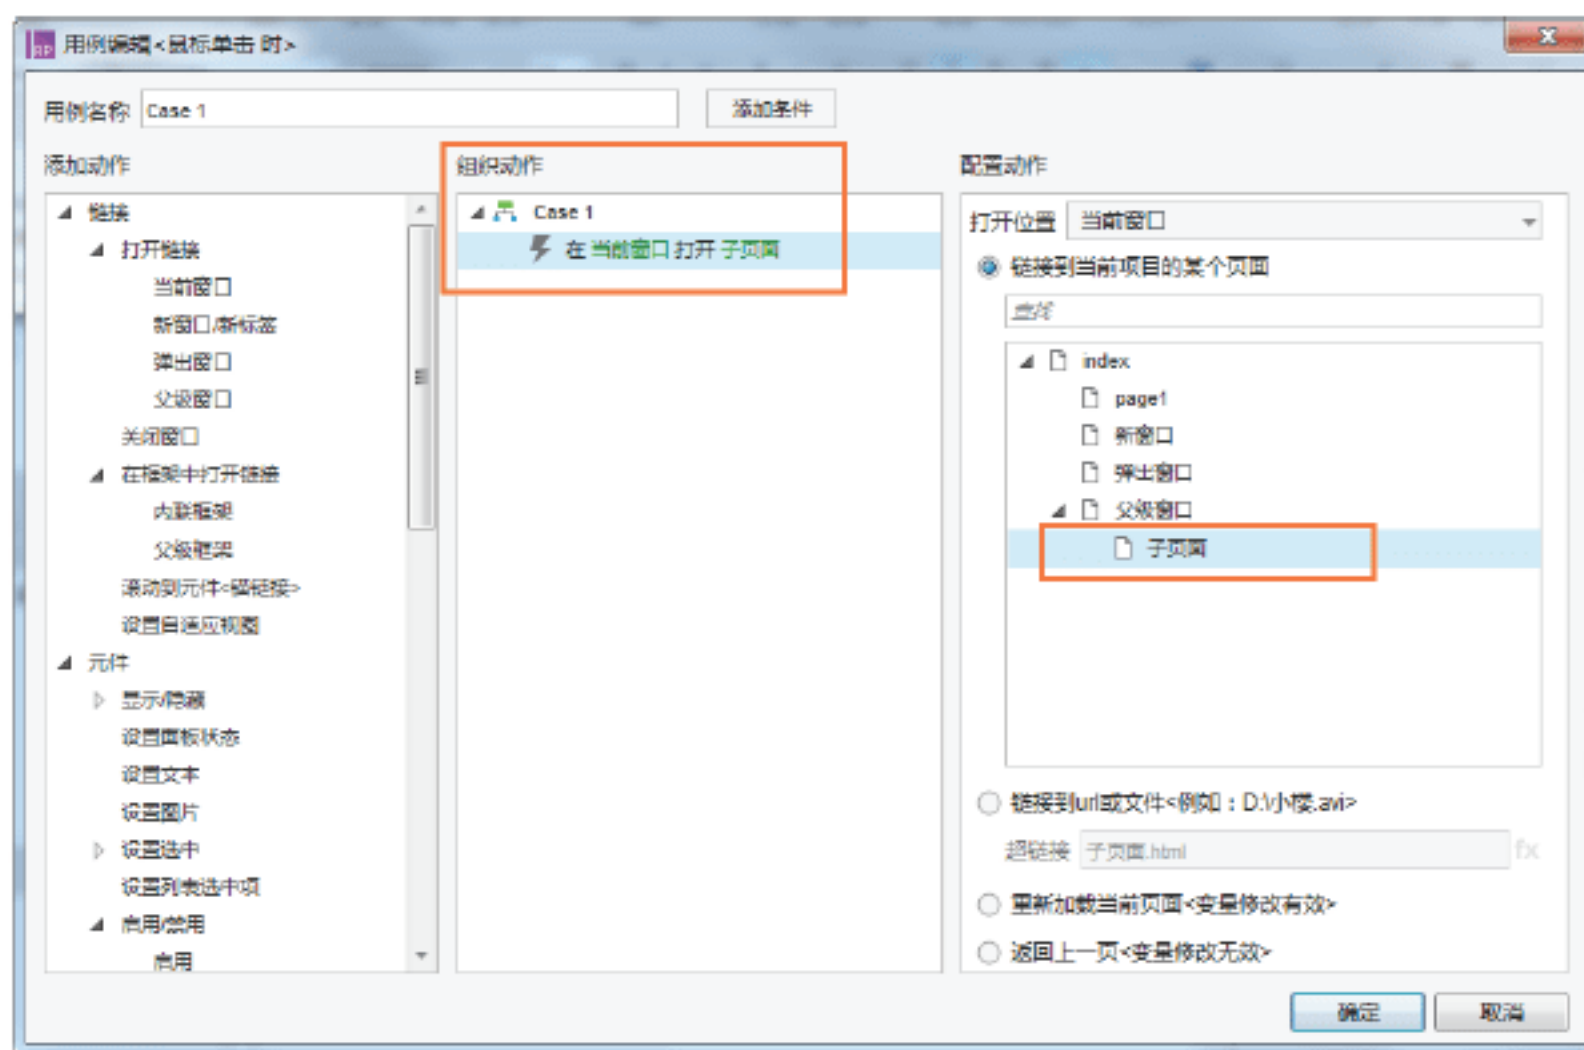 用例编辑<鼠标单击 时>
用例名称 Case 1 添加条件
添加动作
链接
打开链接
当前窗口
新窗口/新标签
弹出窗口
父级窗口
关闭窗口
在框架中打开链接
内联框架
父级框架
滚动到元件<锚链接>
设置自适应视图
元件
显示/隐藏
设置面板状态
设置文本
设置图片
设置选中
设置列表选中项
启用/禁用
启用
组织动作
Case 1
在 当前窗口 打开 子页面
配置动作
打开位置 当前窗口
链接到当前项目的某个页面
查找
index
page1
新窗口
弹出窗口
父级窗口
子页面
链接到url或文件<例如：D:\小楼.avi>
超链接 子页面.html fx
重新加载当前页面<变量修改有效>
返回上一页<变量修改无效>
确定 取消